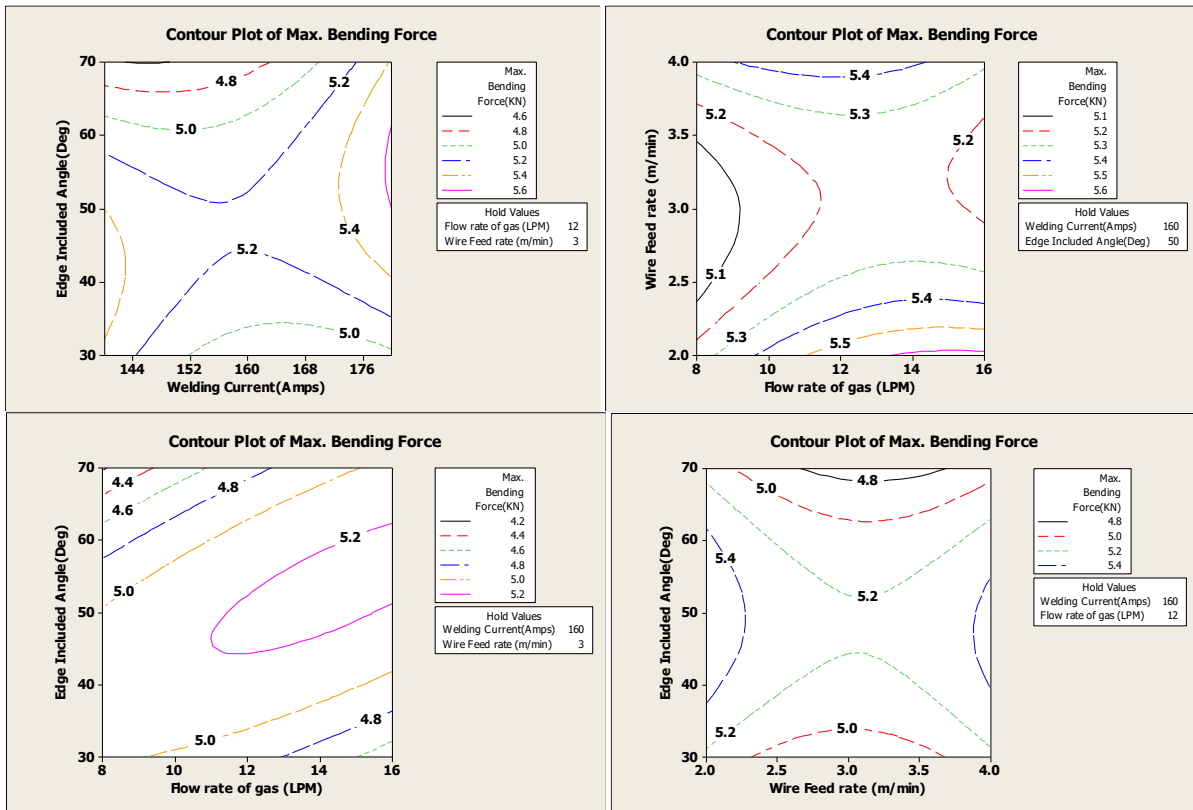 Contour Plot of Max. Bending Force
70
60
50
40
30
Edge Included Angle(Deg)
144 152 160 168 176
Welding Current(Amps)
4.8
5.2
5.0
5.4
5.2
5.0
Max.
Bending
Force(KN)
4.6
4.8
5.0
5.2
5.4
5.6
Hold Values
Flow rate of gas (LPM) 12
Wire Feed rate (m/min) 3
Contour Plot of Max. Bending Force
4.0
3.5
3.0
2.5
2.0
Wire Feed rate (m/min)
8 10 12 14 16
Flow rate of gas (LPM)
5.4
5.3
5.2
5.2
5.1
5.4
5.3
5.5
Max.
Bending
Force(KN)
5.1
5.2
5.3
5.4
5.5
5.6
Hold Values
Welding Current(Amps) 160
Edge Included Angle(Deg) 50
Contour Plot of Max. Bending Force
70
60
50
40
30
Edge Included Angle(Deg)
8 10 12 14 16
Flow rate of gas (LPM)
4.4
4.8
4.6
5.2
5.0
5.0
4.8
Max.
Bending
Force(KN)
4.2
4.4
4.6
4.8
5.0
5.2
Hold Values
Welding Current(Amps) 160
Wire Feed rate (m/min) 3
Contour Plot of Max. Bending Force
70
60
50
40
30
Edge Included Angle(Deg)
2.0 2.5 3.0 3.5 4.0
Wire Feed rate (m/min)
5.0
4.8
5.4
5.2
5.2
5.0
Max.
Bending
Force(KN)
4.8
5.0
5.2
5.4
Hold Values
Welding Current(Amps) 160
Flow rate of gas (LPM) 12